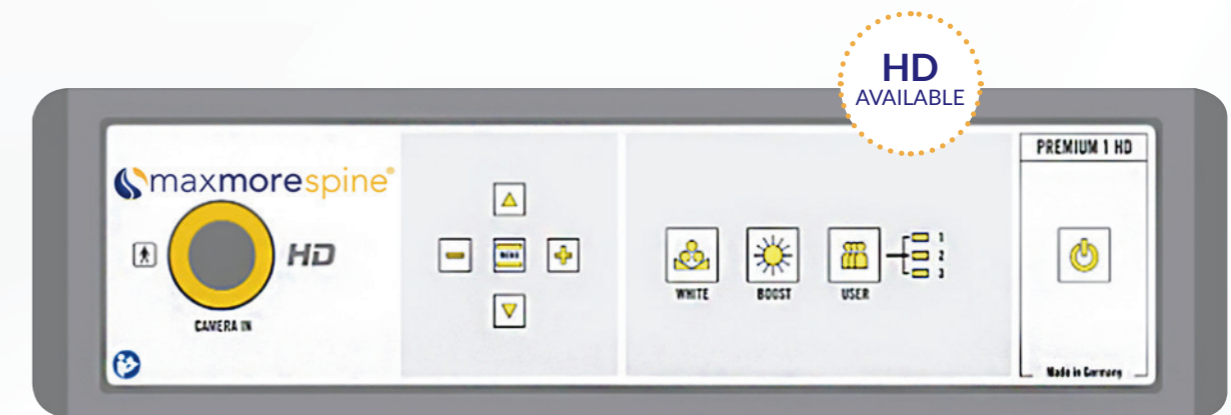 HD
AVAILABLE
maxmorespine®
HD
CAMERA IN
MENU
WHITE
BOOST
USER
1
2
3
PREMIUM 1 HD
Made in Germany